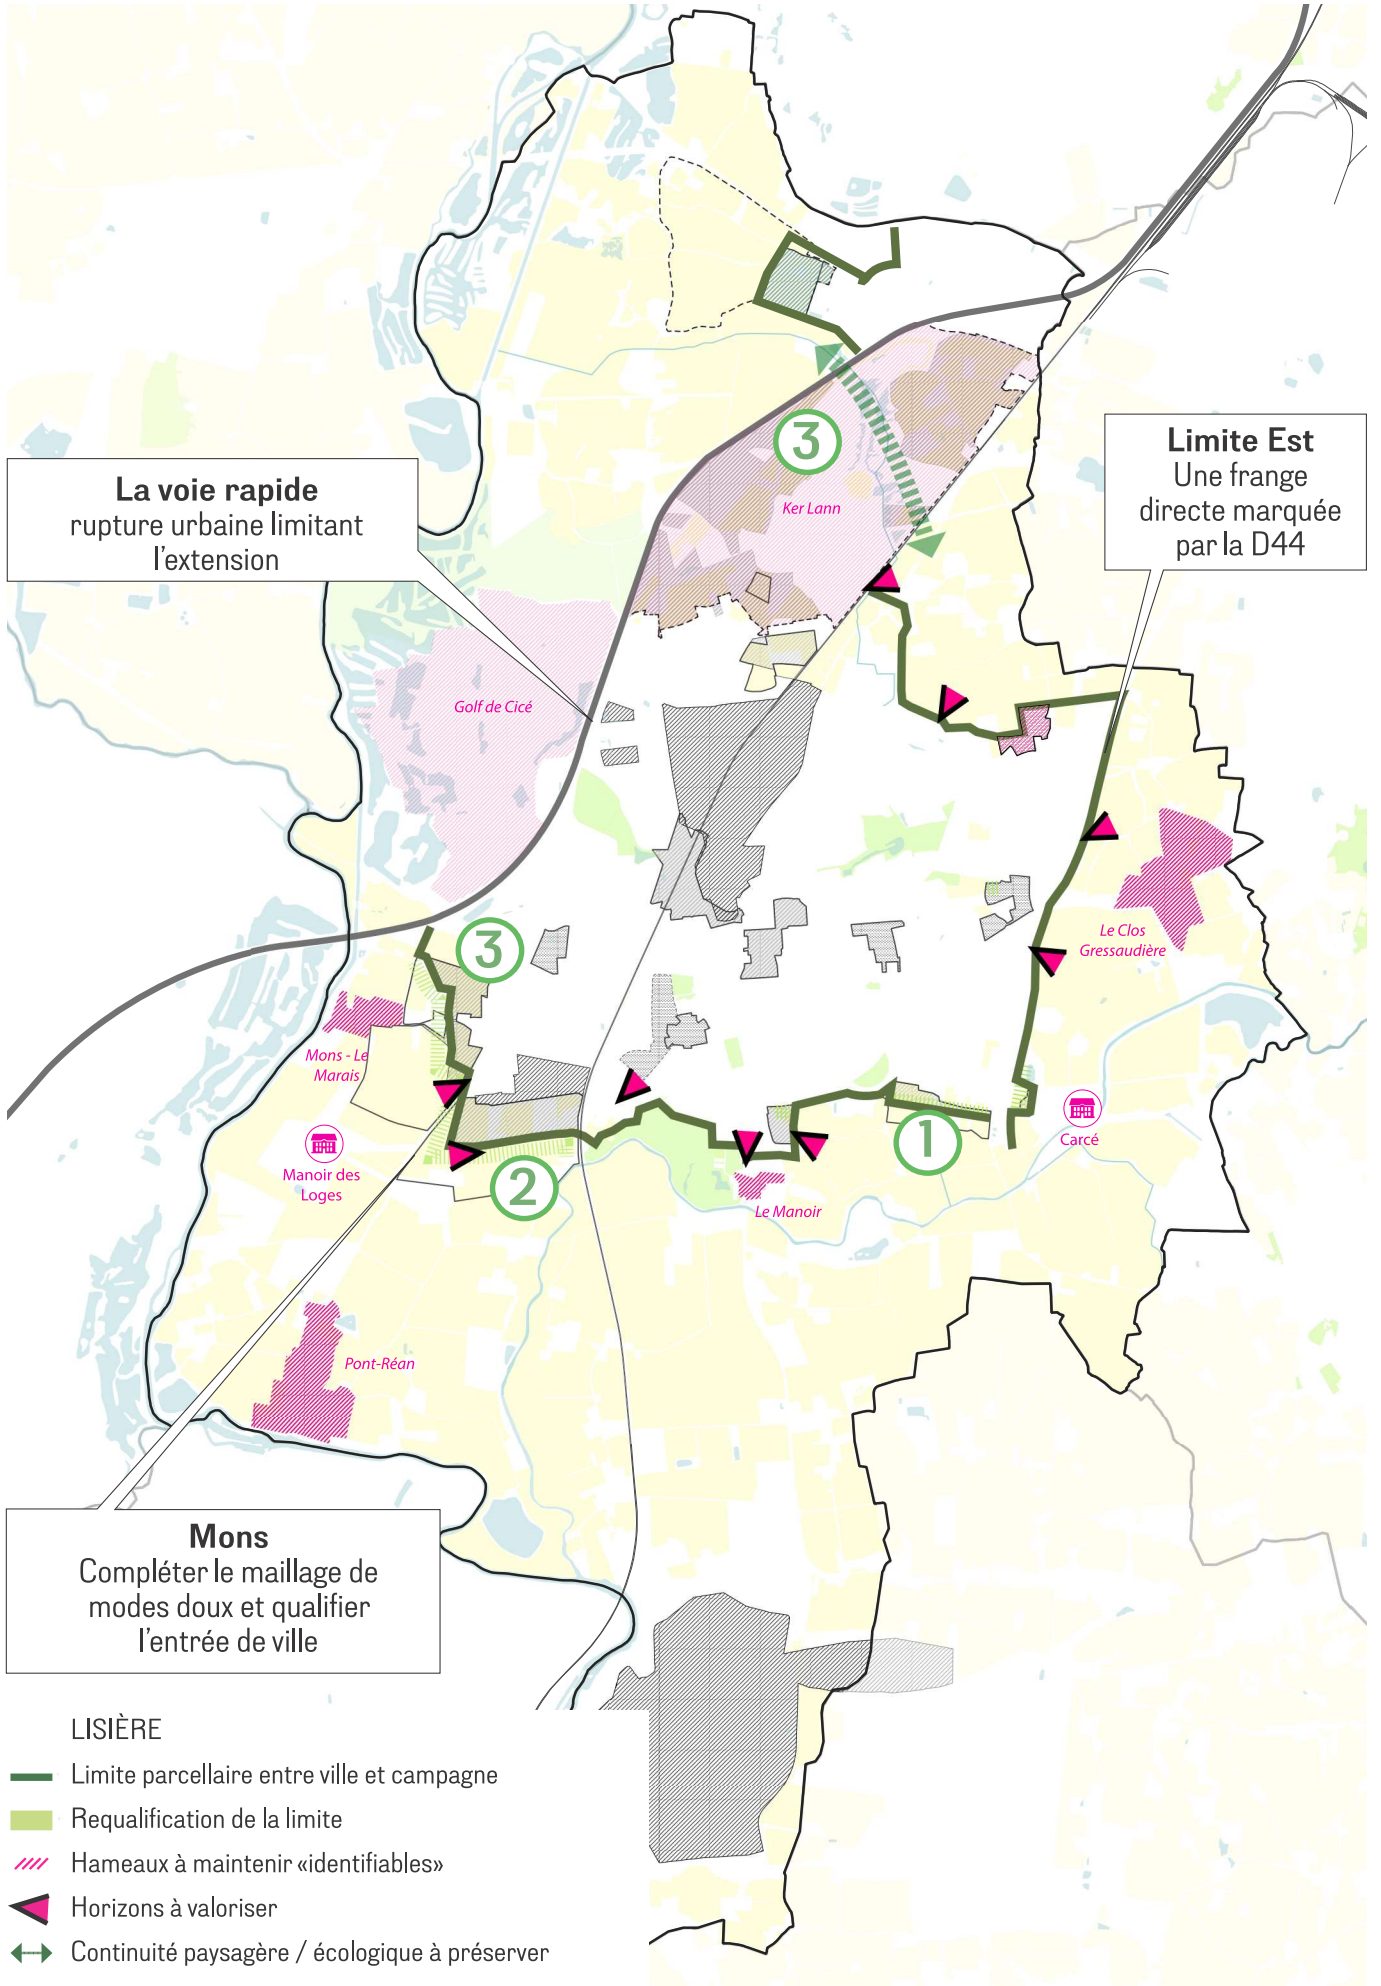 3
Limite Est
Une frange
directe marquée
par la D44
La voie rapide
rupture urbaine limitant
l'extension
Ker Lann
Golf de Cicé
Le Clos
Gressaudière
3
Mons - Le
Marais
Carcé
1
Manoir des
Loges
2
Le Manoir
Pont-Réan
Mons
Compléter le maillage de
modes doux et qualifier
l'entrée de ville
LISIÈRE
Limite parcellaire entre ville et campagne
Requalification de la limite
Hameaux à maintenir «identifiables»
Horizons à valoriser
Continuité paysagère / écologique à préserver